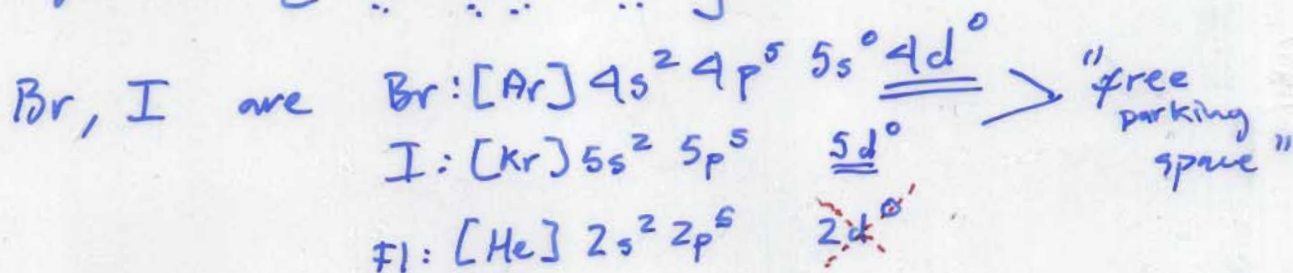 Br, I are Br: [Ar] 4s² 4p⁵ 5s⁰ 4d⁰ > "free parking space"
I: [Kr] 5s² 5p⁵ 5d⁰
Fl: [He] 2s² 2p⁵ 2d⁰